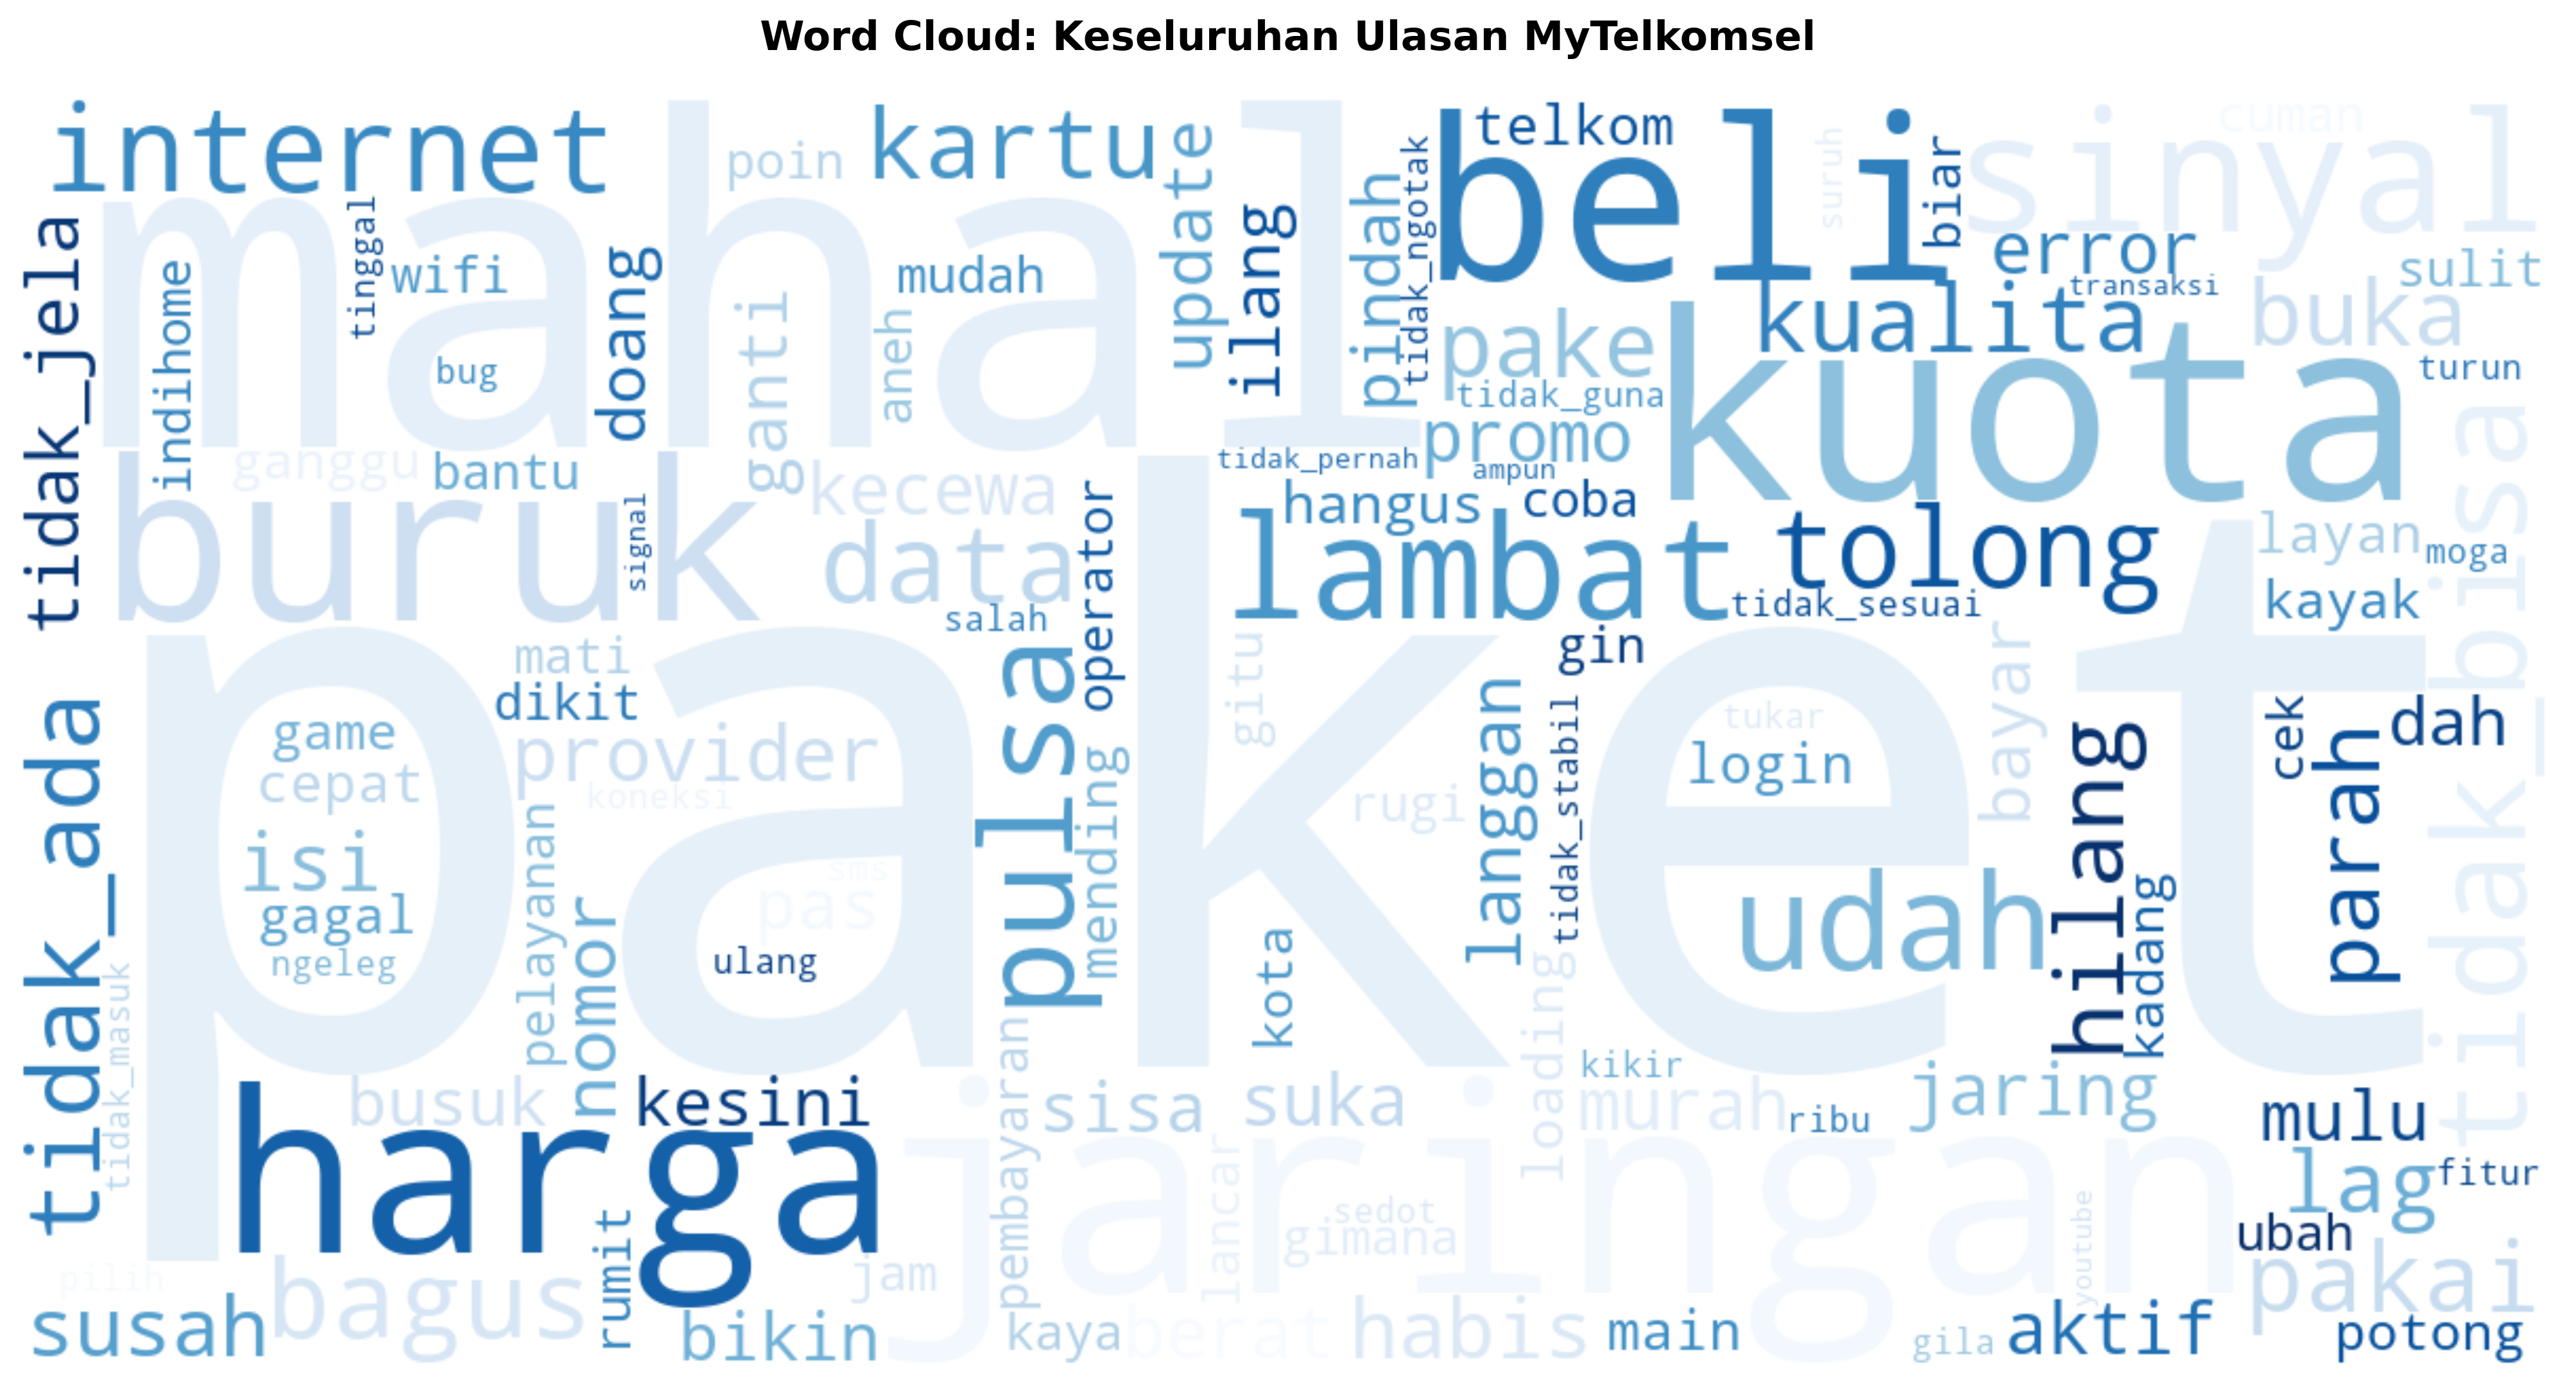 Word Cloud: Keseluruhan Ulasan MyTelkomsel
internet
mahal
poin
kartu
update
ilang
pindah
tidak_ngotak
telkom
beli
biar
suruh
cuman
sinyal
error
transaksi
sulit
buka
turun
kualita
kuota
pake
tidak_guna
promo
ampun
tidak_pernah
tidak_jela
indihome
tinggal
wifi
bug
doang
ganti
aneh
mudah
ganggu
bantu
buruk
signal
kecewa
data
operator
salah
hangus
coba
lambat
tolong
tidak_sesuai
gin
layan
moga
kayak
tidak_bisa
paket
tidak_ada
tidak_masuk
mati
dikit
game
cepat
provider
koneksi
isi
gagal
ngeleg
pelayanan
nomor
sms
pas
ulang
pulsa
mending
gitu
rugi
kota
langgan
tidak_stabil
tukar
login
bayar
udah
hilang
kadang
cek
parah
dah
busuk
kesini
harga
rumit
pembayaran
sisa
suka
loading
kikir
murah
ribu
jaring
mulu
lag
fitur
ubah
pakai
potong
jaringan
lancar
sedot
gimana
youtube
pilih
susah
bagus
bikin
jam
kaya
berat
habis
main
gila
aktif